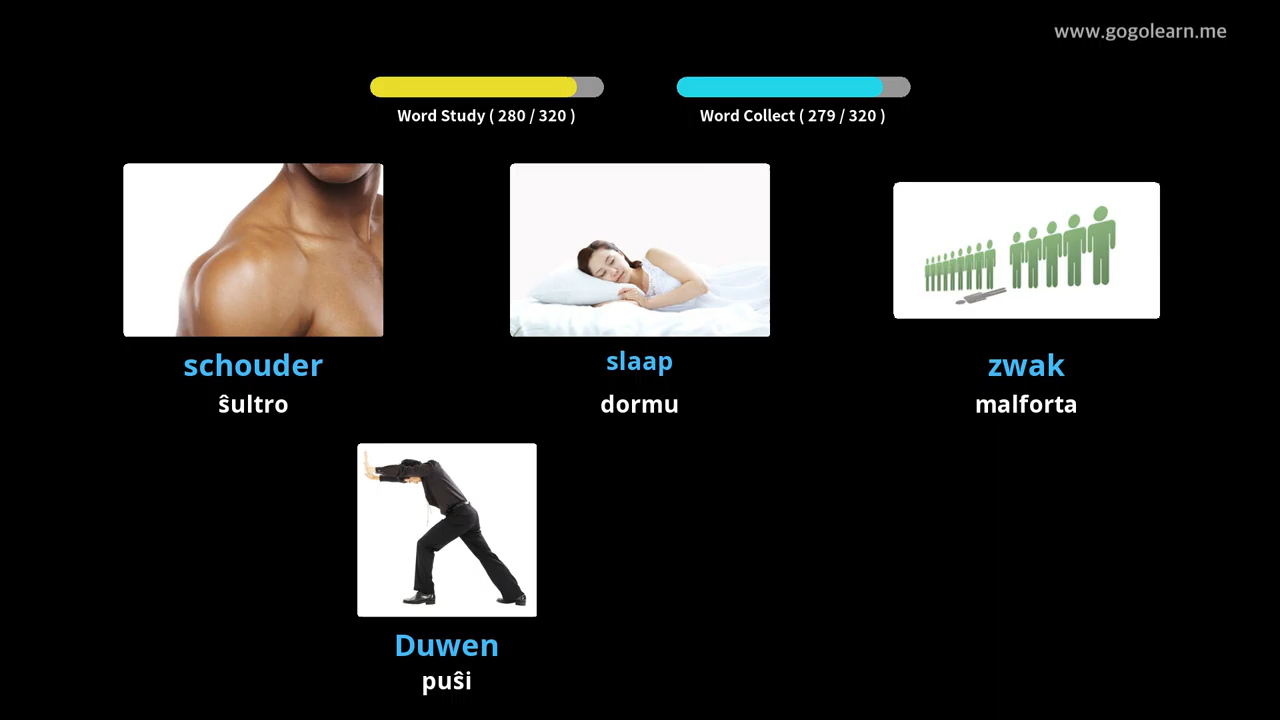 www.gogolearn.me
Word Study ( 280 / 320 )
Word Collect ( 279 / 320 )
schouder
slaap
zwak
ŝultro
dormu
malforta
Duwen
puŝi